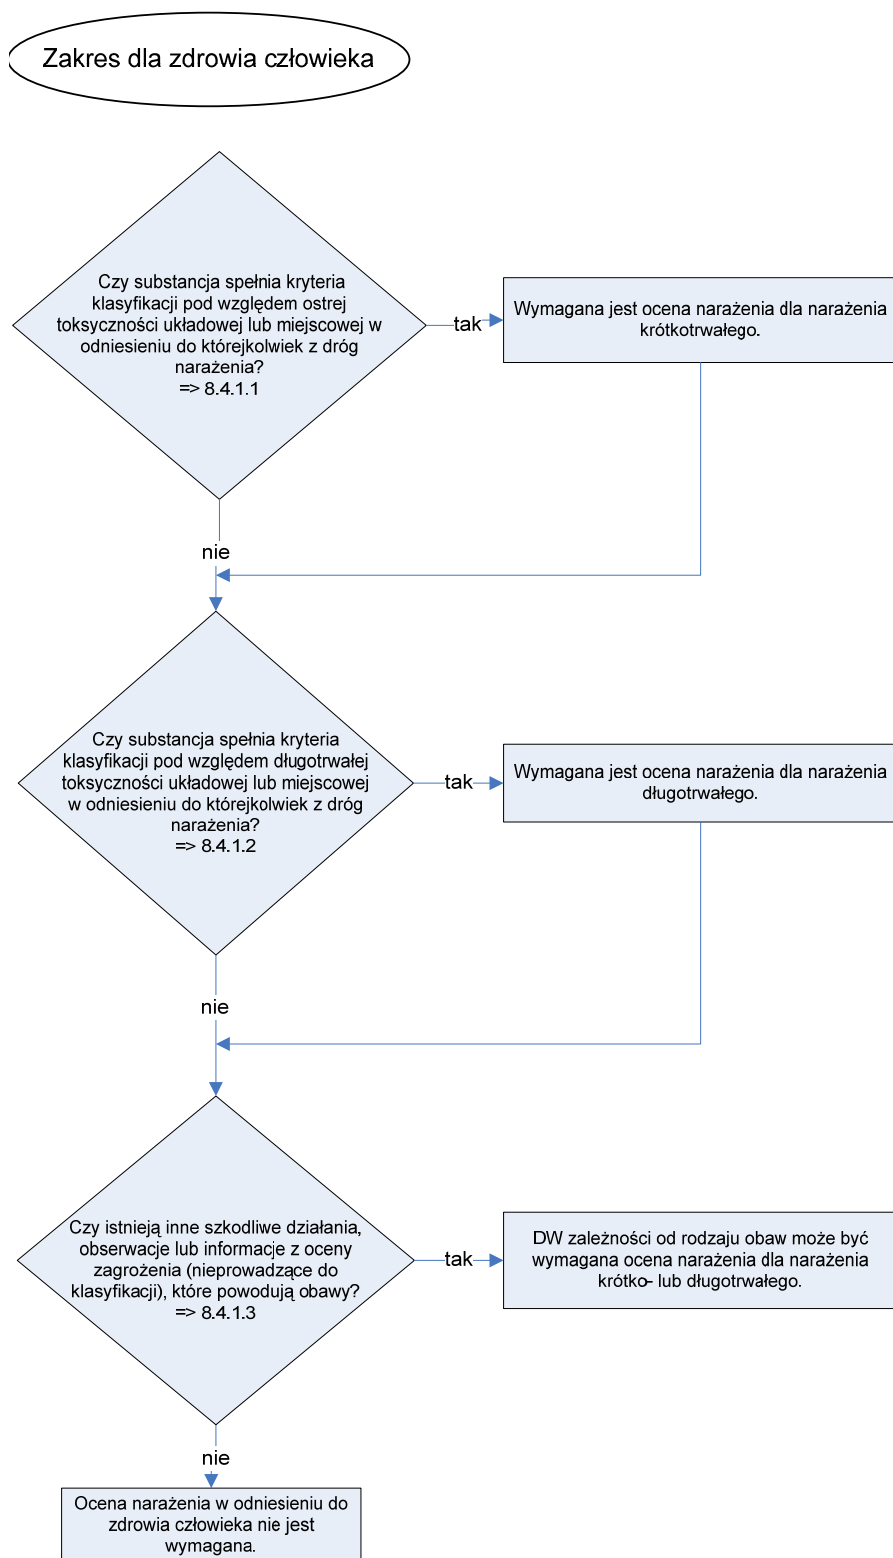 Zakres dla zdrowia człowieka
Czy substancja spełnia kryteria
klasyfikacji pod względem ostrej
toksyczności układowej lub miejscowej w
odniesieniu do którejkolwiek z dróg
narażenia?
=> 8.4.1.1
tak
Wymagana jest ocena narażenia dla narażenia
krótkotrwałego.
nie
Czy substancja spełnia kryteria
klasyfikacji pod względem długotrwałej
toksyczności układowej lub miejscowej
w odniesieniu do którejkolwiek z dróg
narażenia?
=> 8.4.1.2
tak
Wymagana jest ocena narażenia dla narażenia
długotrwałego.
nie
Czy istnieją inne szkodliwe działania,
obserwacje lub informacje z oceny
zagrożenia (nieprowadzące do
klasyfikacji), które powodują obawy?
=> 8.4.1.3
tak
DW zależności od rodzaju obaw może być
wymagana ocena narażenia dla narażenia
krótko- lub długotrwałego.
nie
Ocena narażenia w odniesieniu do
zdrowia człowieka nie jest
wymagana.